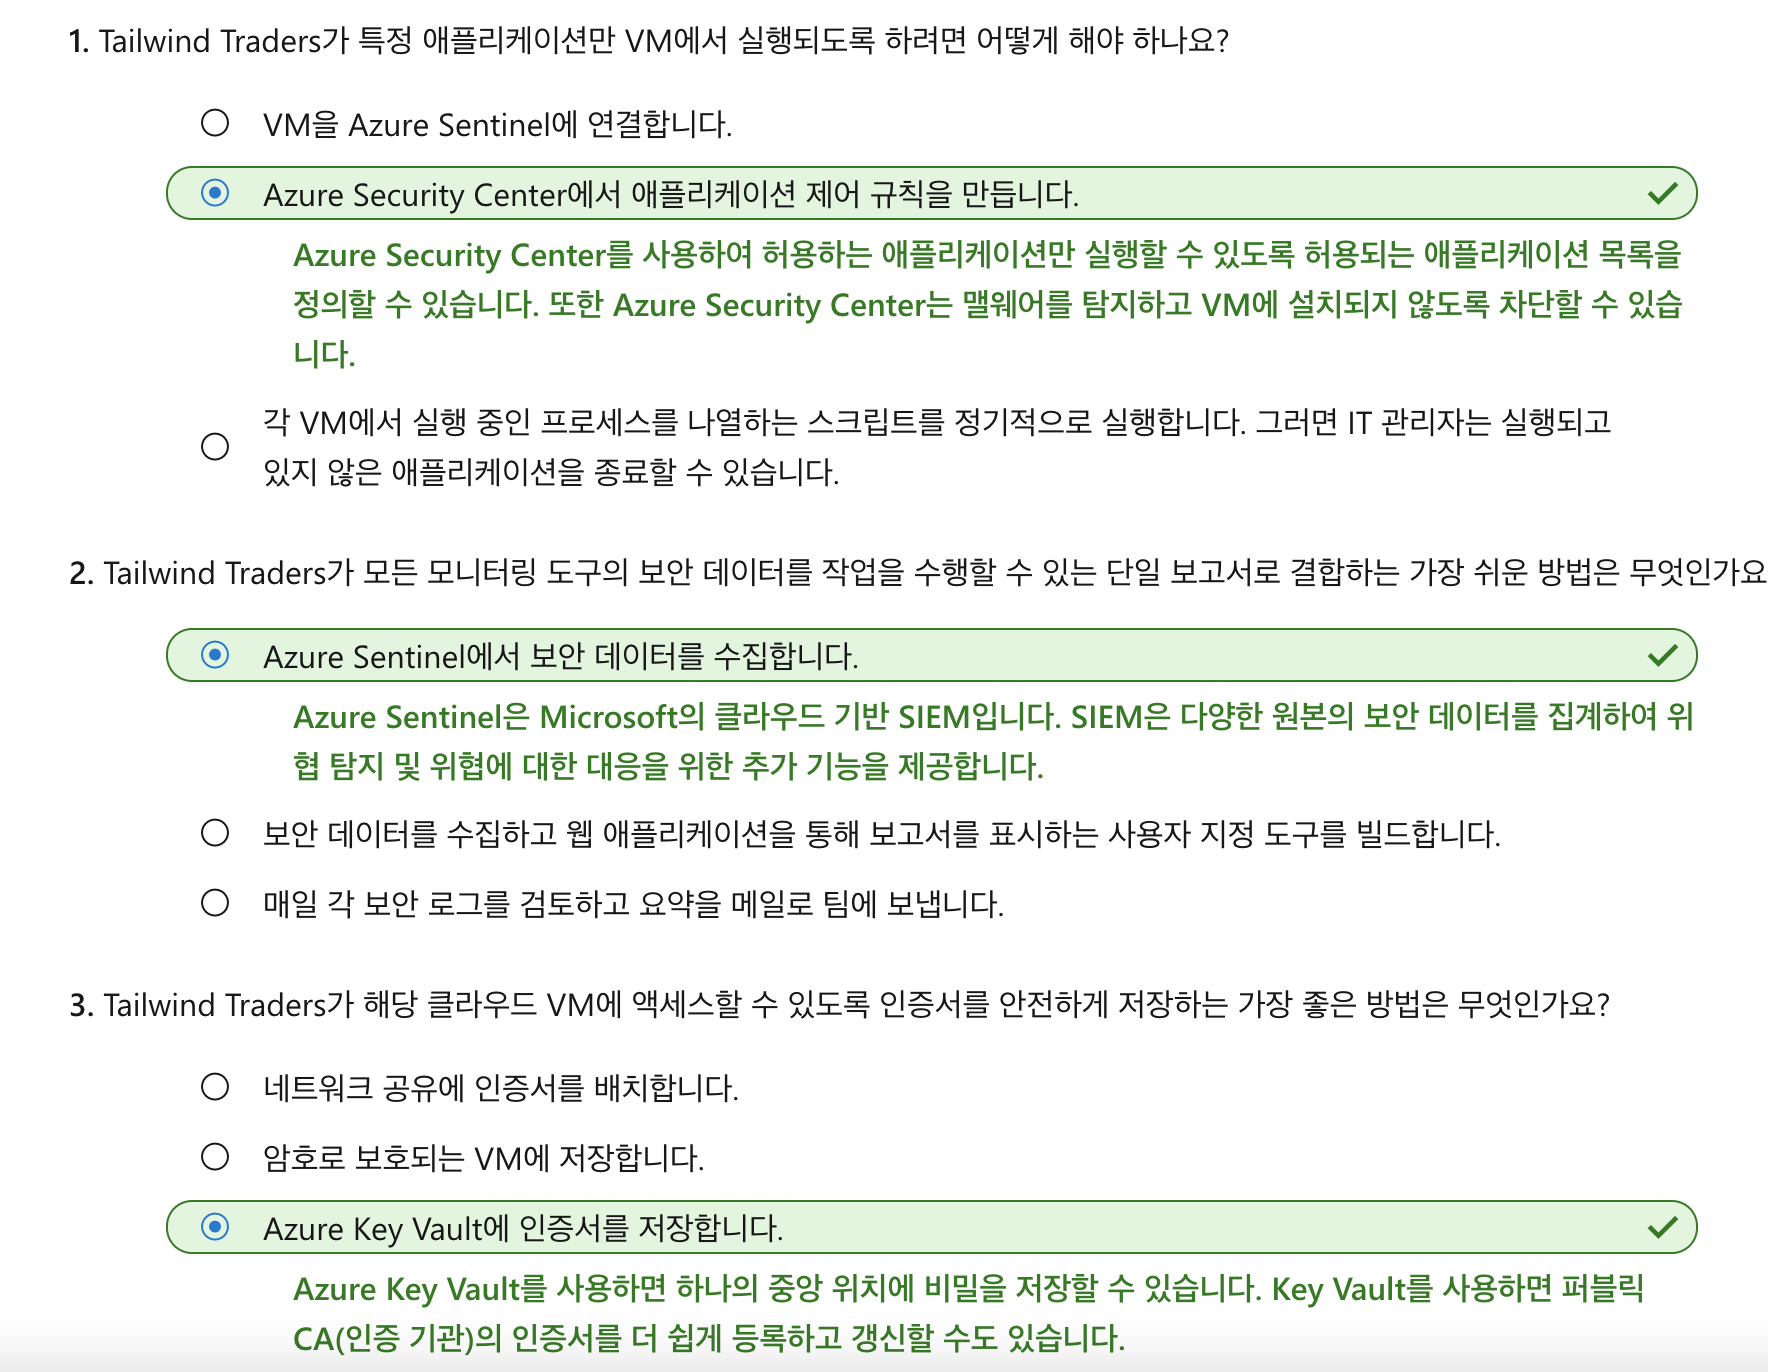 1. Tailwind Traders가 특정 애플리케이션만 VM에서 실행되도록 하려면 어떻게 해야 하나요?
VM을 Azure Sentinel에 연결합니다.
Azure Security Center에서 애플리케이션 제어 규칙을 만듭니다.
Azure Security Center를 사용하여 허용하는 애플리케이션만 실행할 수 있도록 허용되는 애플리케이션 목록을
정의할 수 있습니다. 또한 Azure Security Center는 맬웨어를 탐지하고 VM에 설치되지 않도록 차단할 수 있습
니다.
각 VM에서 실행 중인 프로세스를 나열하는 스크립트를 정기적으로 실행합니다. 그러면 IT 관리자는 실행되고
있지 않은 애플리케이션을 종료할 수 있습니다.
2. Tailwind Traders가 모든 모니터링 도구의 보안 데이터를 작업을 수행할 수 있는 단일 보고서로 결합하는 가장 쉬운 방법은 무엇인가요
Azure Sentinel에서 보안 데이터를 수집합니다.
Azure Sentinel은 Microsoft의 클라우드 기반 SIEM입니다. SIEM은 다양한 원본의 보안 데이터를 집계하여 위
협 탐지 및 위협에 대한 대응을 위한 추가 기능을 제공합니다.
보안 데이터를 수집하고 웹 애플리케이션을 통해 보고서를 표시하는 사용자 지정 도구를 빌드합니다.
매일 각 보안 로그를 검토하고 요약을 메일로 팀에 보냅니다.
3. Tailwind Traders가 해당 클라우드 VM에 액세스할 수 있도록 인증서를 안전하게 저장하는 가장 좋은 방법은 무엇인가요?
네트워크 공유에 인증서를 배치합니다.
암호로 보호되는 VM에 저장합니다.
Azure Key Vault에 인증서를 저장합니다.
Azure Key Vault를 사용하면 하나의 중앙 위치에 비밀을 저장할 수 있습니다. Key Vault를 사용하면 퍼블릭
CA(인증 기관)의 인증서를 더 쉽게 등록하고 갱신할 수도 있습니다.